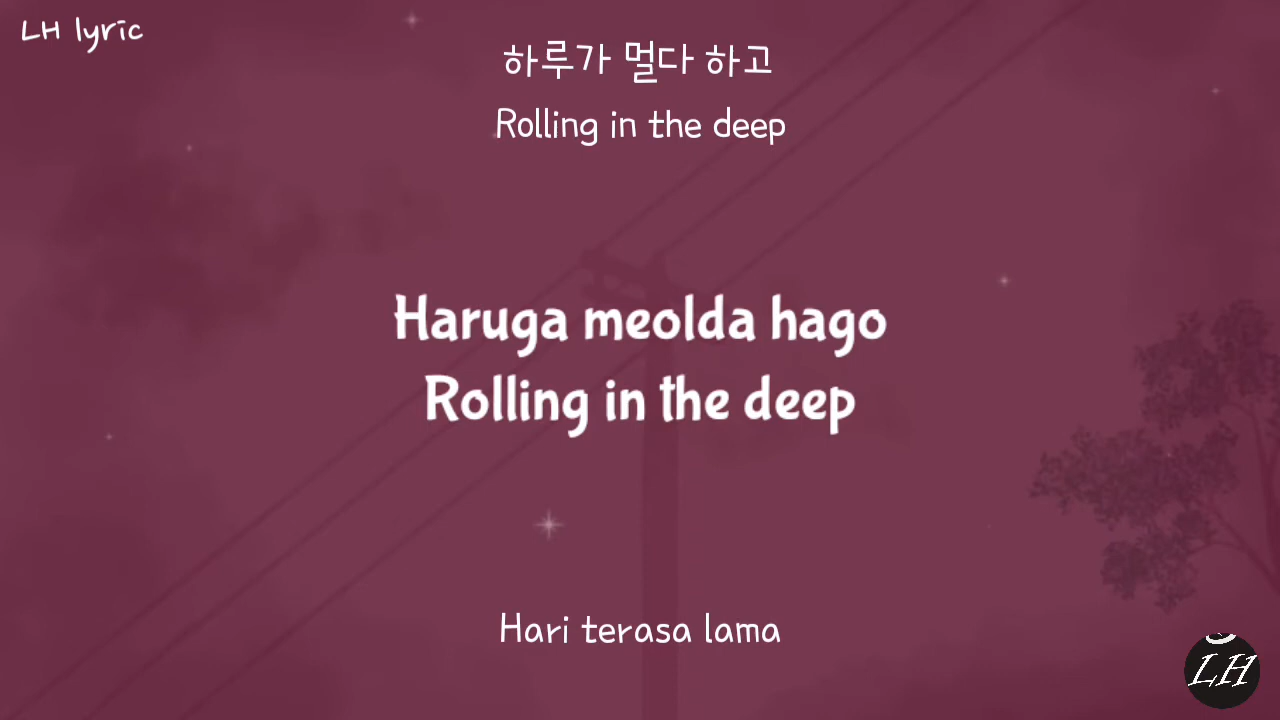 LH lyric
하루가 멀다 하고
Rolling in the deep
Haruga meolda hago
Rolling in the deep
Hari terasa lama
LH